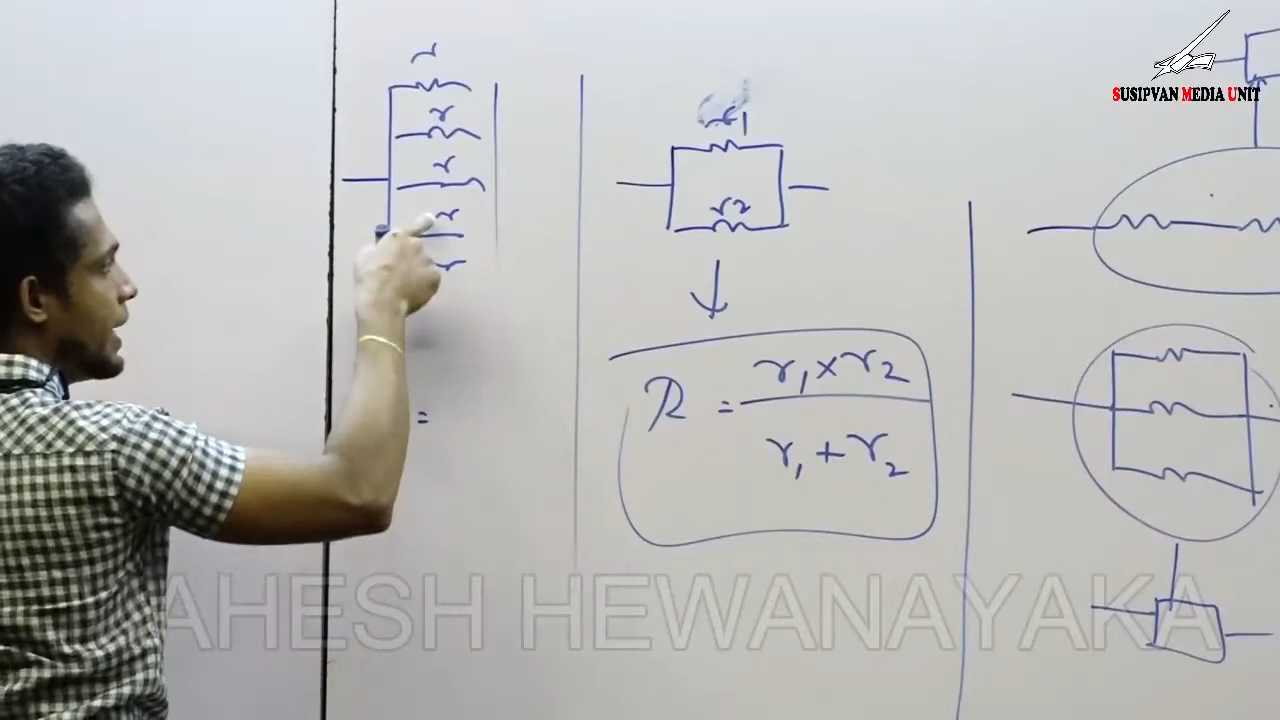 SUSIPVAN MEDIA UNIT
r
r
r
r
r
=
r1
r2
R = r1 x r2
r1 + r2
AHESH HEWANAYAKA